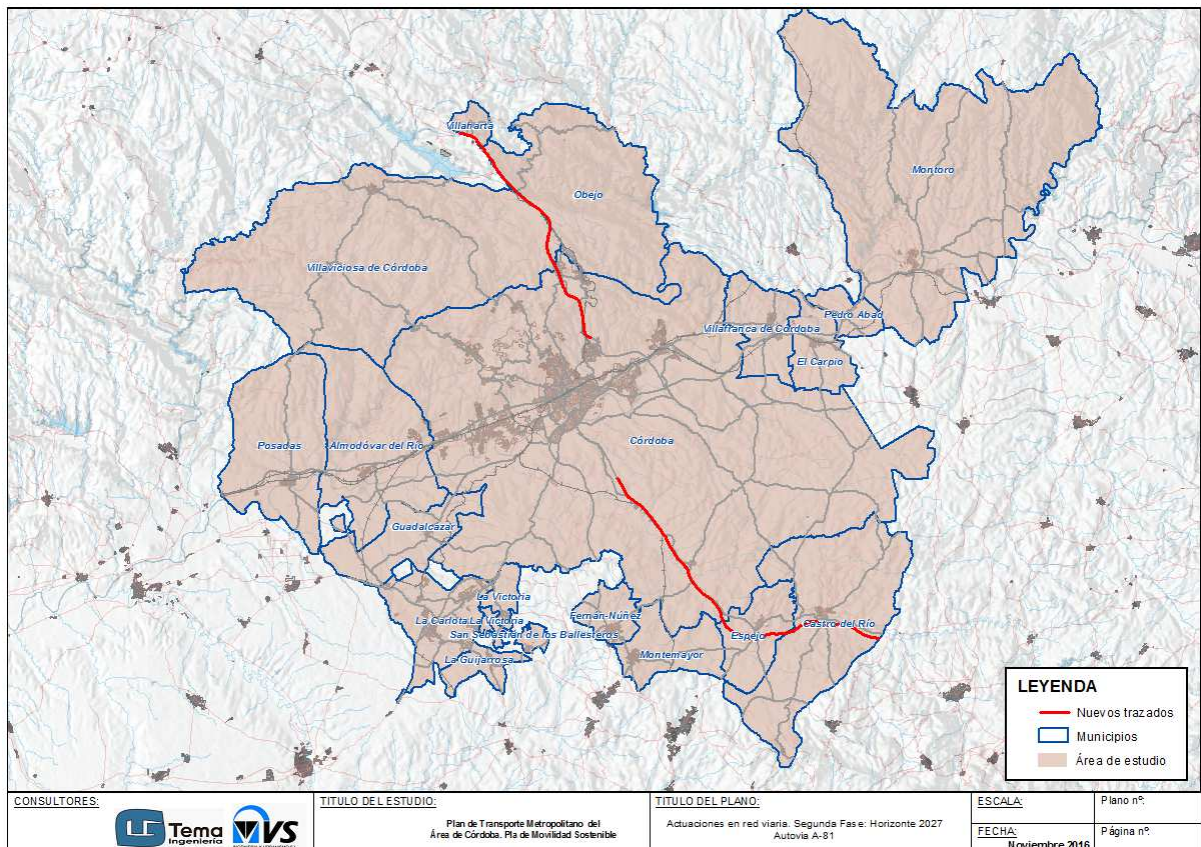 Villaharta
Obejo
Montoro
Villaviciosa de Córdoba
Pedro Abad
Villafranca de Córdoba
El Carpio
Córdoba
Posadas
Almodóvar del Río
Guadalcázar
La Victoria
La Carlota
La Victoria
Fernán-Núñez
San Sebastián de los Ballesteros
La Guijarrosa
Montemayor
Espejo
Castro del Río
LEYENDA
Nuevos trazados
Municipios
Área de estudio
CONSULTORES:
Tema
Ingeniería
VS
TITULO DEL ESTUDIO:
Plan de Transporte Metropolitano del
Área de Córdoba. Pla de Movilidad Sostenible
TITULO DEL PLANO:
Actuaciones en red viaria. Segunda Fase: Horizonte 2027
Autovia A-81
ESCALA:
FECHA:
Noviembre 2016
Plano nº:
Página nº: